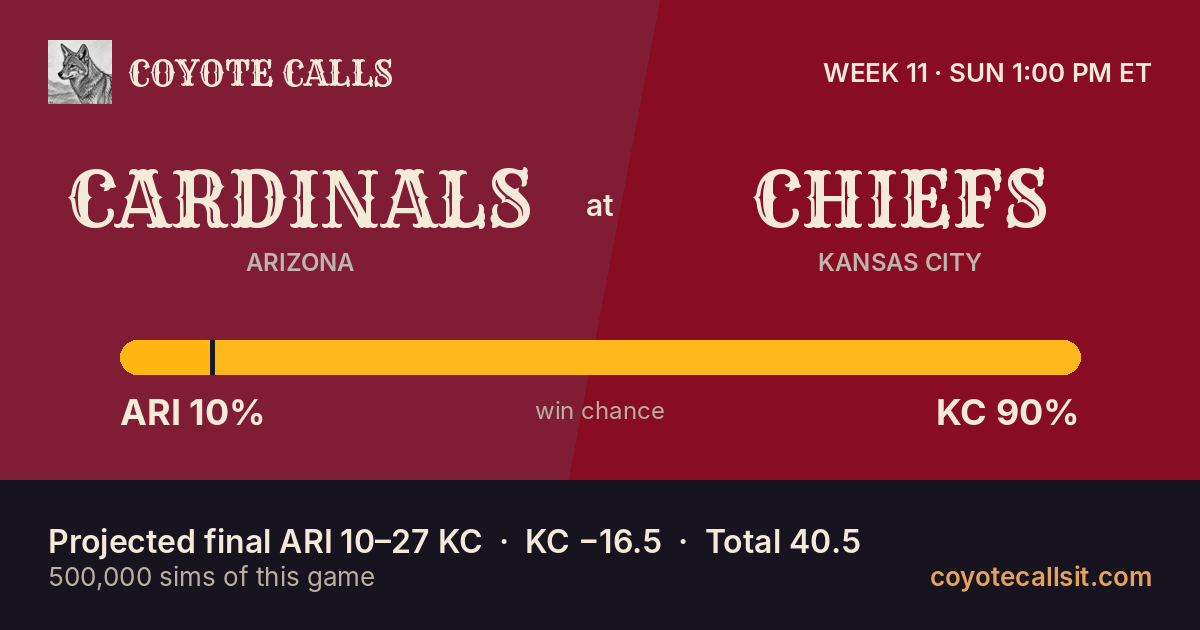 COYOTE CALLS
WEEK 11 · SUN 1:00 PM ET
CARDINALS
at
CHIEFS
ARIZONA
KANSAS CITY
ARI 10%
win chance
KC 90%
Projected final ARI 10–27 KC · KC −16.5 · Total 40.5
500,000 sims of this game
coyotecallsit.com